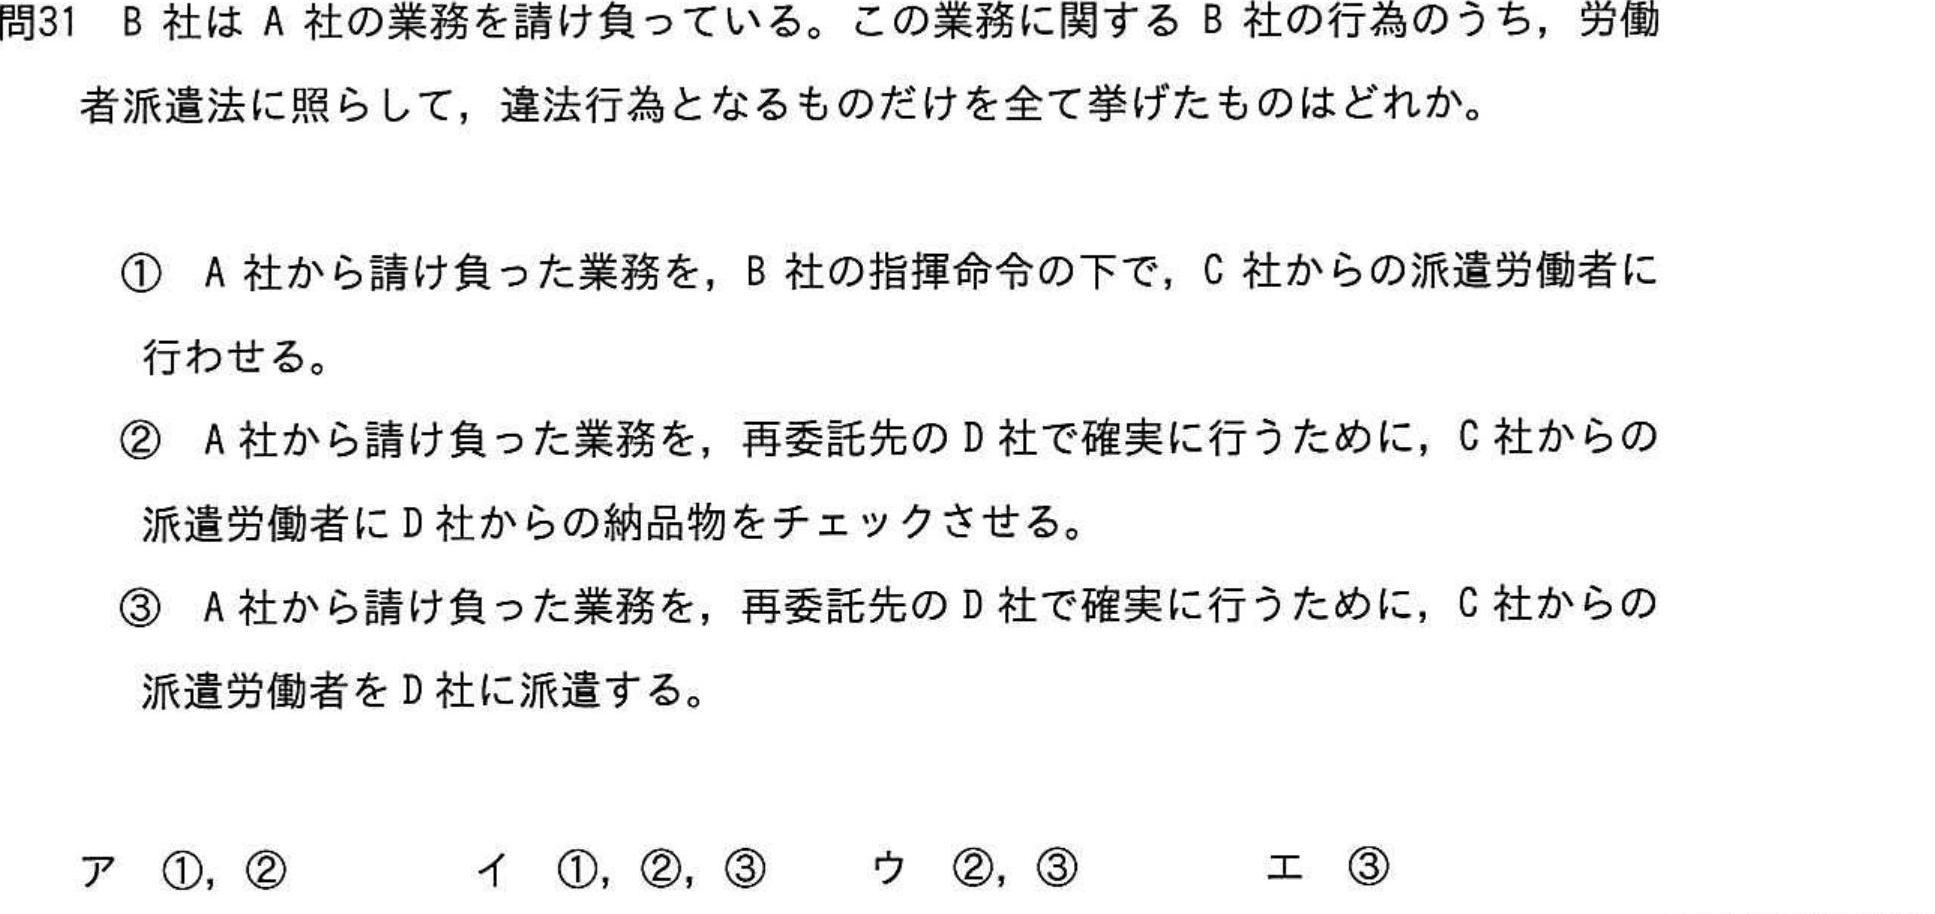 問31 B 社は A 社の業務を請け負っている。この業務に関する B 社の行為のうち，労働
者派遣法に照らして，違法行為となるものだけを全て挙げたものはどれか。
① A 社から請け負った業務を，B 社の指揮命令の下で，C 社からの派遣労働者に
行わせる。
② A 社から請け負った業務を，再委託先の D 社で確実に行うために，C 社からの
派遣労働者に D 社からの納品物をチェックさせる。
③ A 社から請け負った業務を，再委託先の D 社で確実に行うために，C 社からの
派遣労働者を D 社に派遣する。
ア ①，② イ ①，②，③ ウ ②，③ エ ③